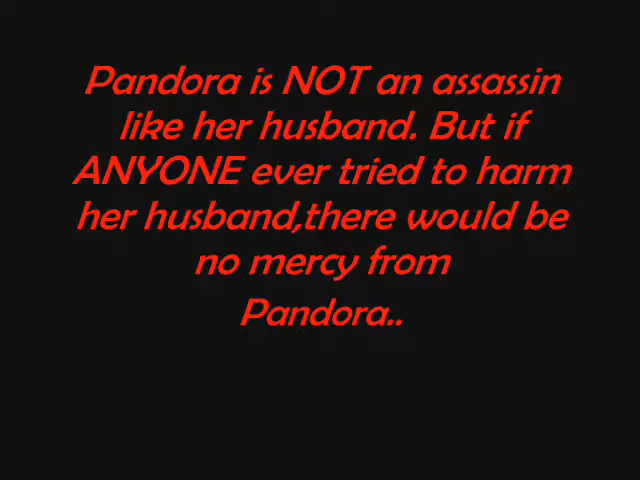 Pandora is NOT an assassin
like her husband. But if
ANYONE ever tried to harm
her husband,there would be
no mercy from
Pandora..